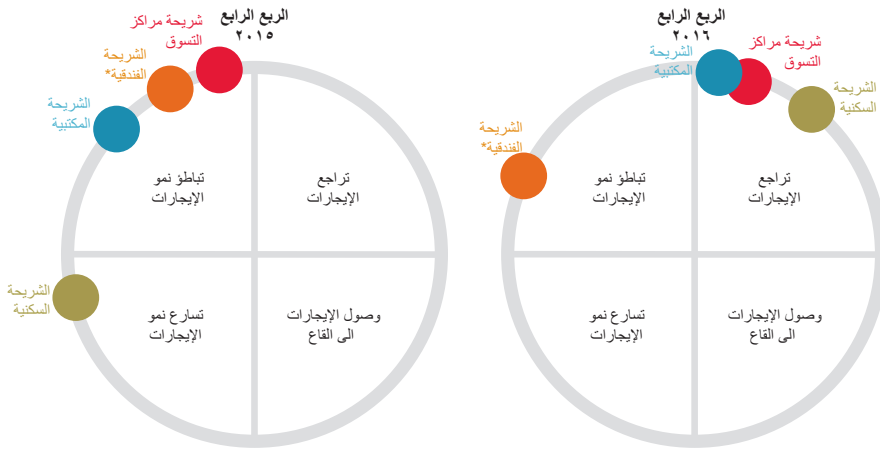 الربع الرابع
٢٠١٦
شريحة مراكز
التسوق
الشريحة
المكتبية
الشريحة
السكنية
الشريحة
الفندقية*
تراجع
الإيجارات
تباطؤ نمو
الإيجارات
وصول الإيجارات
الى القاع
تسارع نمو
الإيجارات
الربع الرابع
٢٠١٥
شريحة مراكز
التسوق
الشريحة
الفندقية*
الشريحة
المكتبية
تراجع
الإيجارات
تباطؤ نمو
الإيجارات
الشريحة
السكنية
وصول الإيجارات
الى القاع
تسارع نمو
الإيجارات